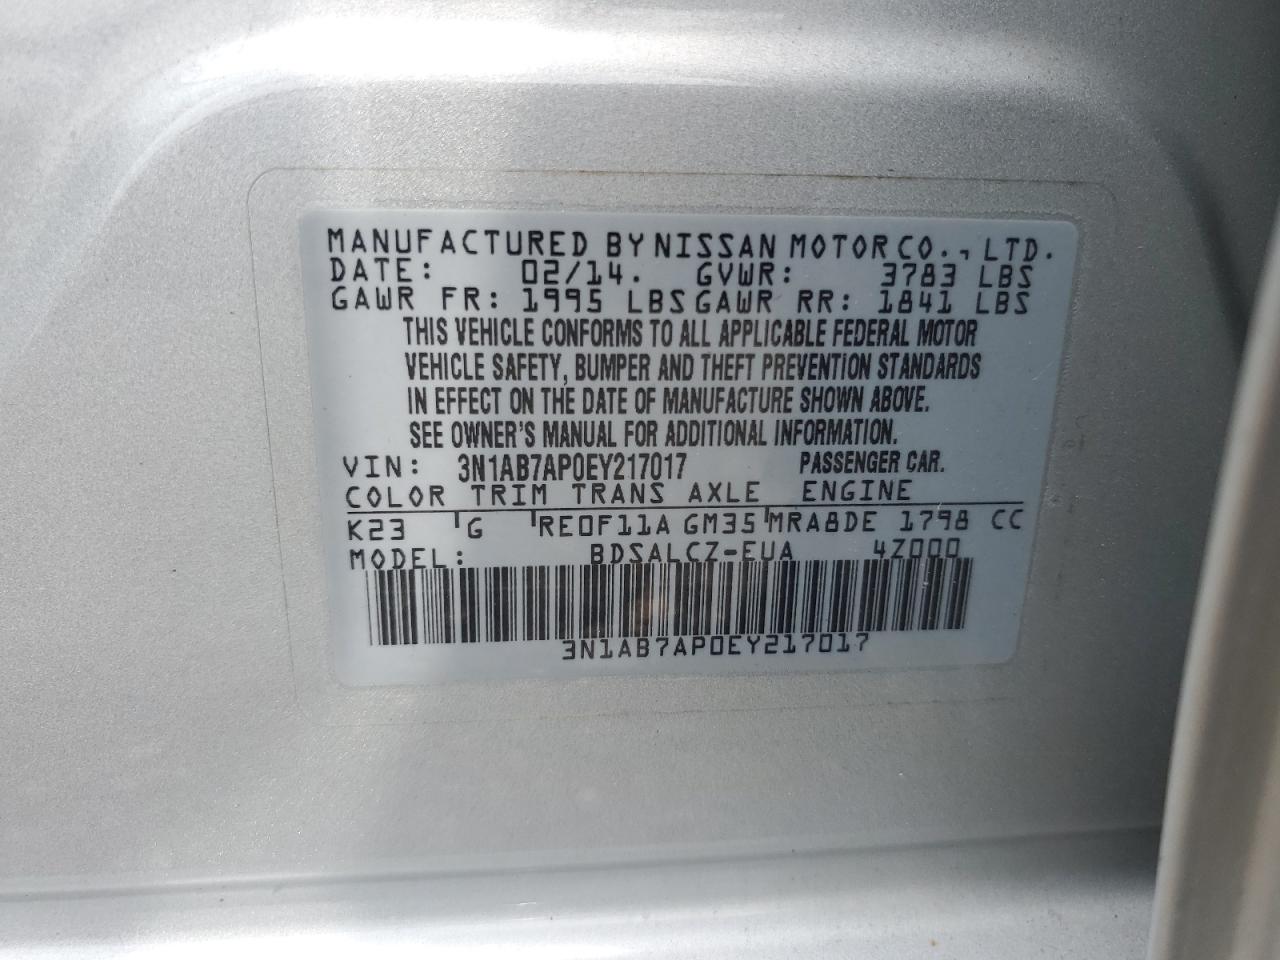 MANUFACTURED BY NISSAN MOTOR CO., LTD.
DATE: 02/14. GVWR: 3783 LBS
GAWR FR: 1995 LBS GAWR RR: 1841 LBS
THIS VEHICLE CONFORMS TO ALL APPLICABLE FEDERAL MOTOR
VEHICLE SAFETY, BUMPER AND THEFT PREVENTION STANDARDS
IN EFFECT ON THE DATE OF MANUFACTURE SHOWN ABOVE.
SEE OWNER'S MANUAL FOR ADDITIONAL INFORMATION.
VIN: 3N1AB7AP0EY217017 PASSENGER CAR.
COLOR TRIM TRANS AXLE ENGINE
K23 G RE0F11A GM35 MRA8DE 1798 CC
MODEL: BDSALCZ-EUA 4Z000
3N1AB7AP0EY217017